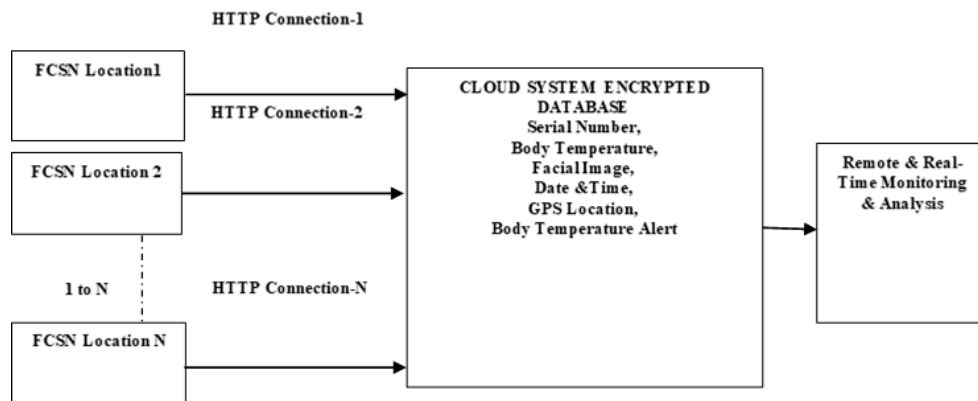 HTTP Connection-1
FCSN Location1
HTTP Connection-2
FCSN Location 2
1 to N
HTTP Connection-N
FCSN Location N
CLOUD SYSTEM ENCRYPTED
DATABASE
Serial Number,
Body Temperature,
Facial Image,
Date &Time,
GPS Location,
Body Temperature Alert
Remote & Real-
Time Monitoring
& Analysis